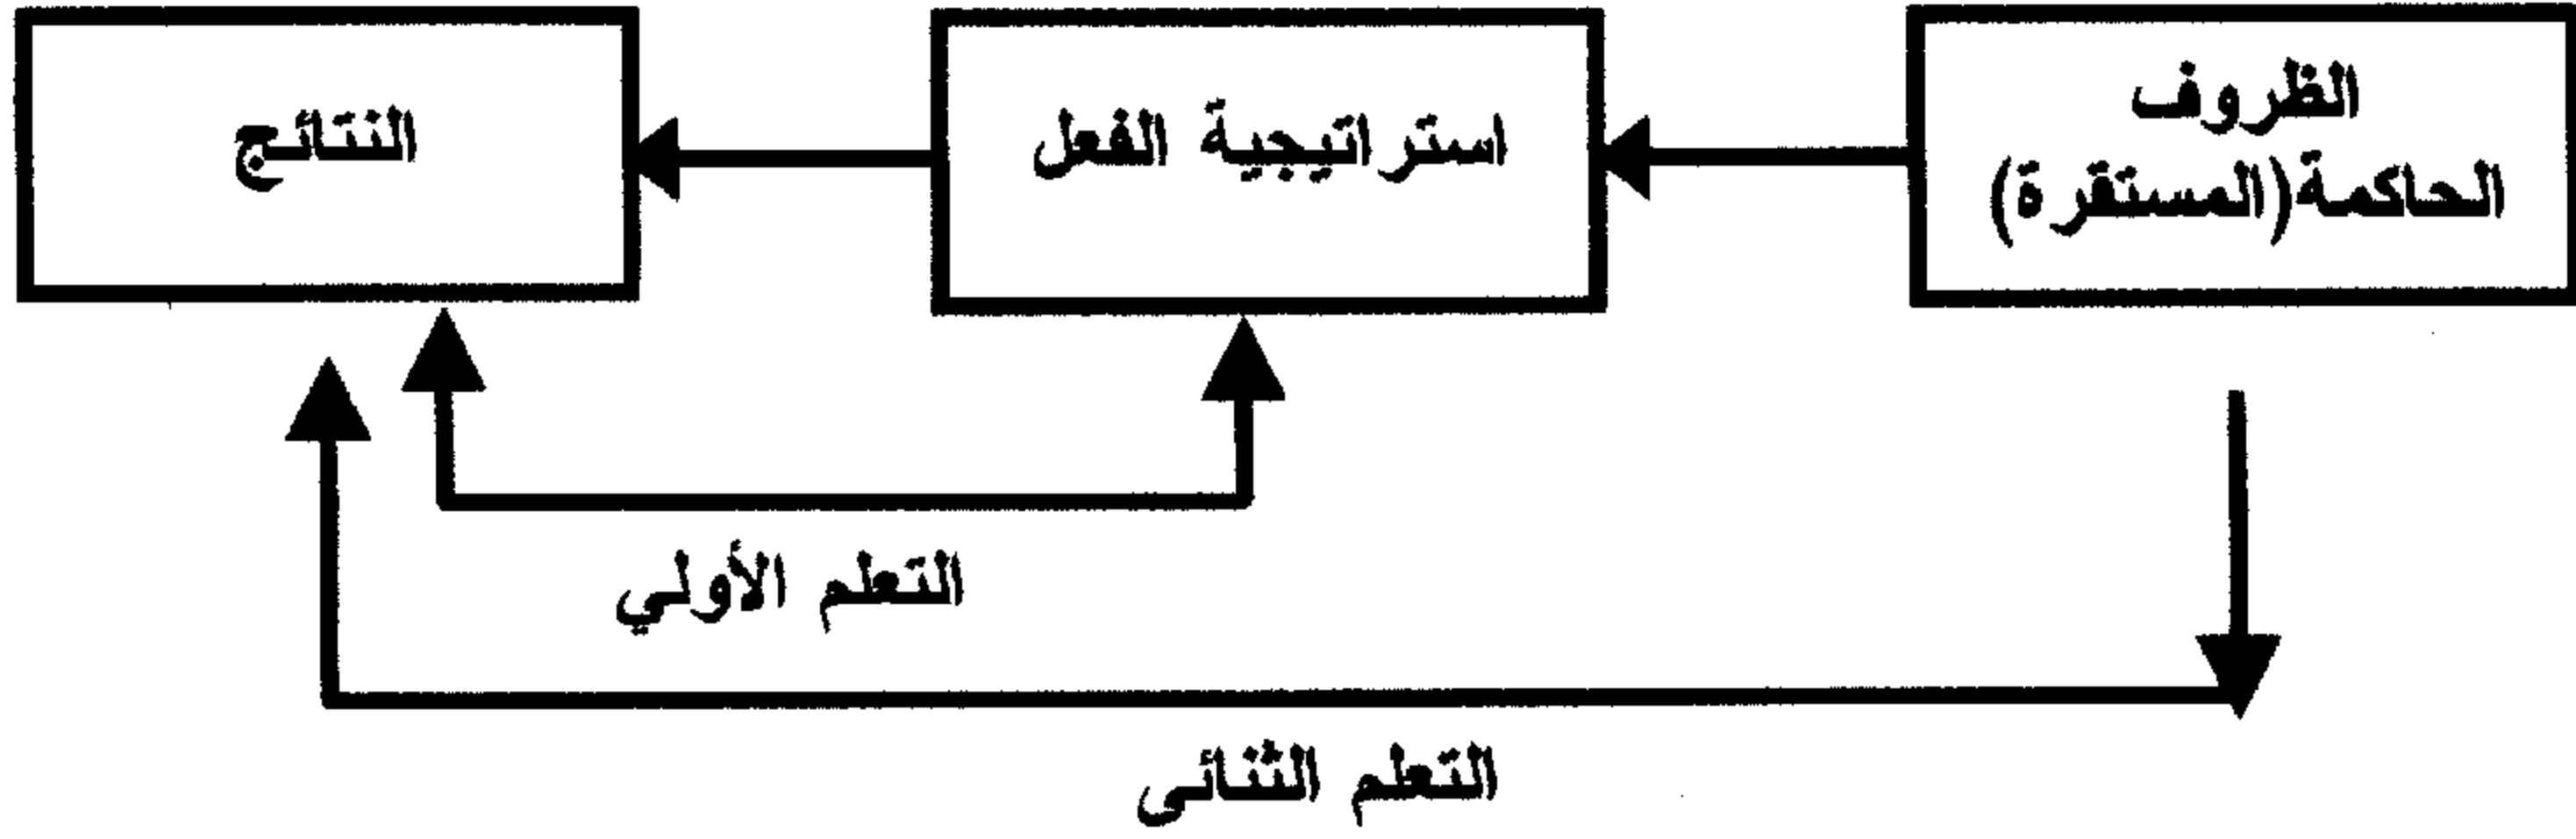 الظروف
الحاكمة(المستقرة)
استراتيجية الفعل
النتائج
التعلم الأولي
التعلم الثنائى